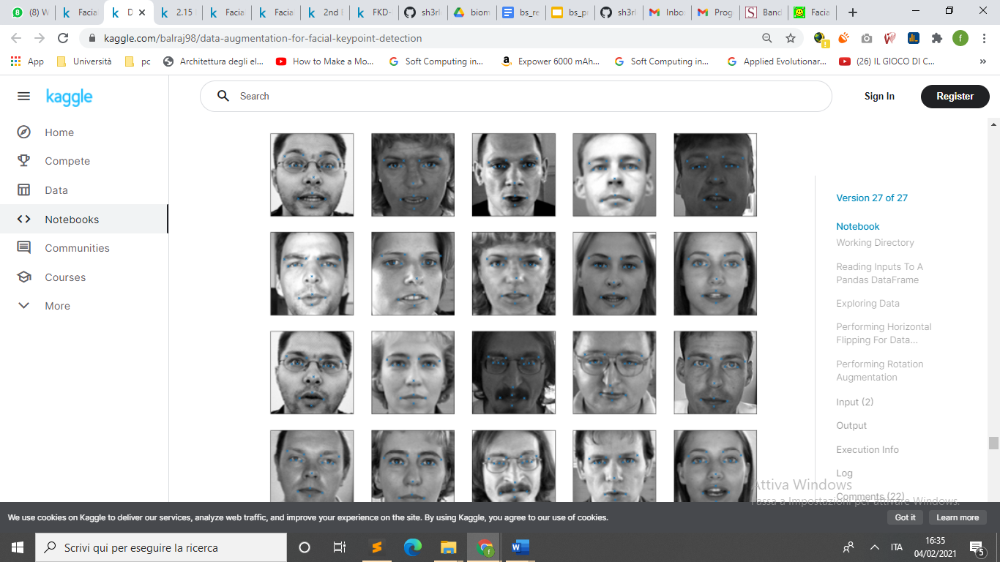 (8) W
Facia
D
2.15
Facia
Facia
2nd E
FKD-
sh3rl
biom
bs_re
bs_pr
sh3rl
Inbo
Prog
Band
Facia
kaggle.com/balraj98/data-augmentation-for-facial-keypoint-detection
App
Università
pc
Architettura degli el...
How to Make a Mo...
Soft Computing in...
Expower 6000 mAh...
Soft Computing in...
Applied Evolutionar...
(26) IL GIOCO DI C...
»
kaggle
Search
Sign In
Register
Home
Compete
Data
Notebooks
Communities
Courses
More
Version 27 of 27
Notebook
Working Directory
Reading Inputs To A
Pandas DataFrame
Exploring Data
Performing Horizontal
Flipping For Data...
Performing Rotation
Augmentation
Input (2)
Output
Execution Info
Log
Comments (22)
Attiva Windows
Passa a Impostazioni per attivare Windows.
We use cookies on Kaggle to deliver our services, analyze web traffic, and improve your experience on the site. By using Kaggle, you agree to our use of cookies.
Got it
Learn more
Scrivi qui per eseguire la ricerca
ITA
16:35
04/02/2021
5